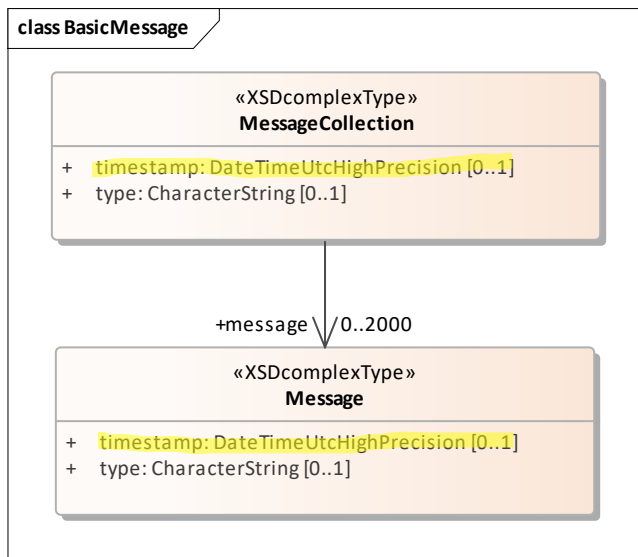 class BasicMessage
«XSDcomplexType»
MessageCollection
+ timestamp: DateTimeUtcHighPrecision [0..1]
+ type: CharacterString [0..1]
+message 0..2000
«XSDcomplexType»
Message
+ timestamp: DateTimeUtcHighPrecision [0..1]
+ type: CharacterString [0..1]